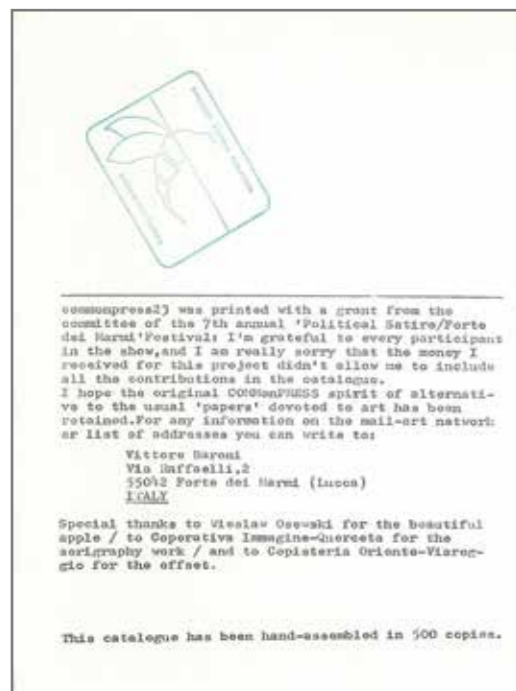 commonpress23 was printed with a grant from the
committee of the 7th annual 'Political Satire/Forte
dei Marmi'Festival: I'm grateful to every participant
in the show,and I am really sorry that the money I
received for this project didn't allow me to include
all the contributions in the catalogue.
I hope the original COMMonPRESS spirit of alternati-
ve to the usual 'papers' devoted to art has been
retained.For any information on the mail-art network
or list of addresses you can write to:
Vittore Baroni
Via Raffaelli,2
55042 Forte dei Marmi (Lucca)
ITALY
Special thanks to Wieslaw Osewski for the beautiful
apple / to Coperativa Immagine-Querceta for the
serigraphy work / and to Copisteria Oriente-Viareg-
gio for the offset.
This catalogue has been hand-assembled in 500 copies.